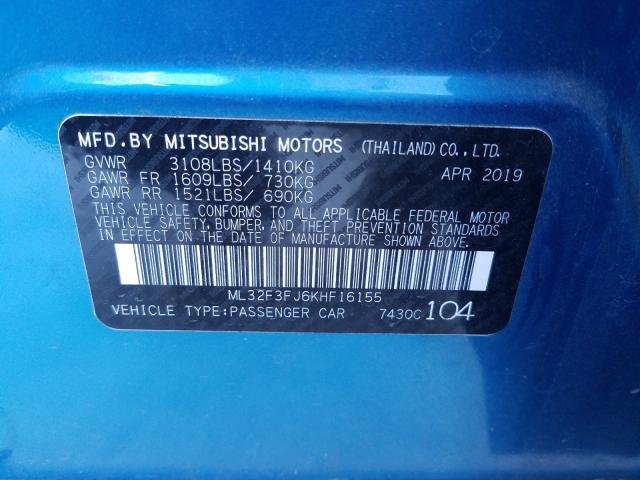 MFD.BY MITSUBISHI MOTORS (THAILAND)CO.,LTD.
GVWR 3108LBS/1410KG APR 2019
GAWR FR 1609LBS/ 730KG
GAWR RR 1521LBS/ 690KG
THIS VEHICLE CONFORMS TO ALL APPLICABLE FEDERAL MOTOR
VEHICLE SAFETY, BUMPER, AND THEFT PREVENTION STANDARDS
IN EFFECT ON THE DATE OF MANUFACTURE SHOWN ABOVE.
ML32F3FJ6KHF16155
VEHICLE TYPE:PASSENGER CAR 7430C 104